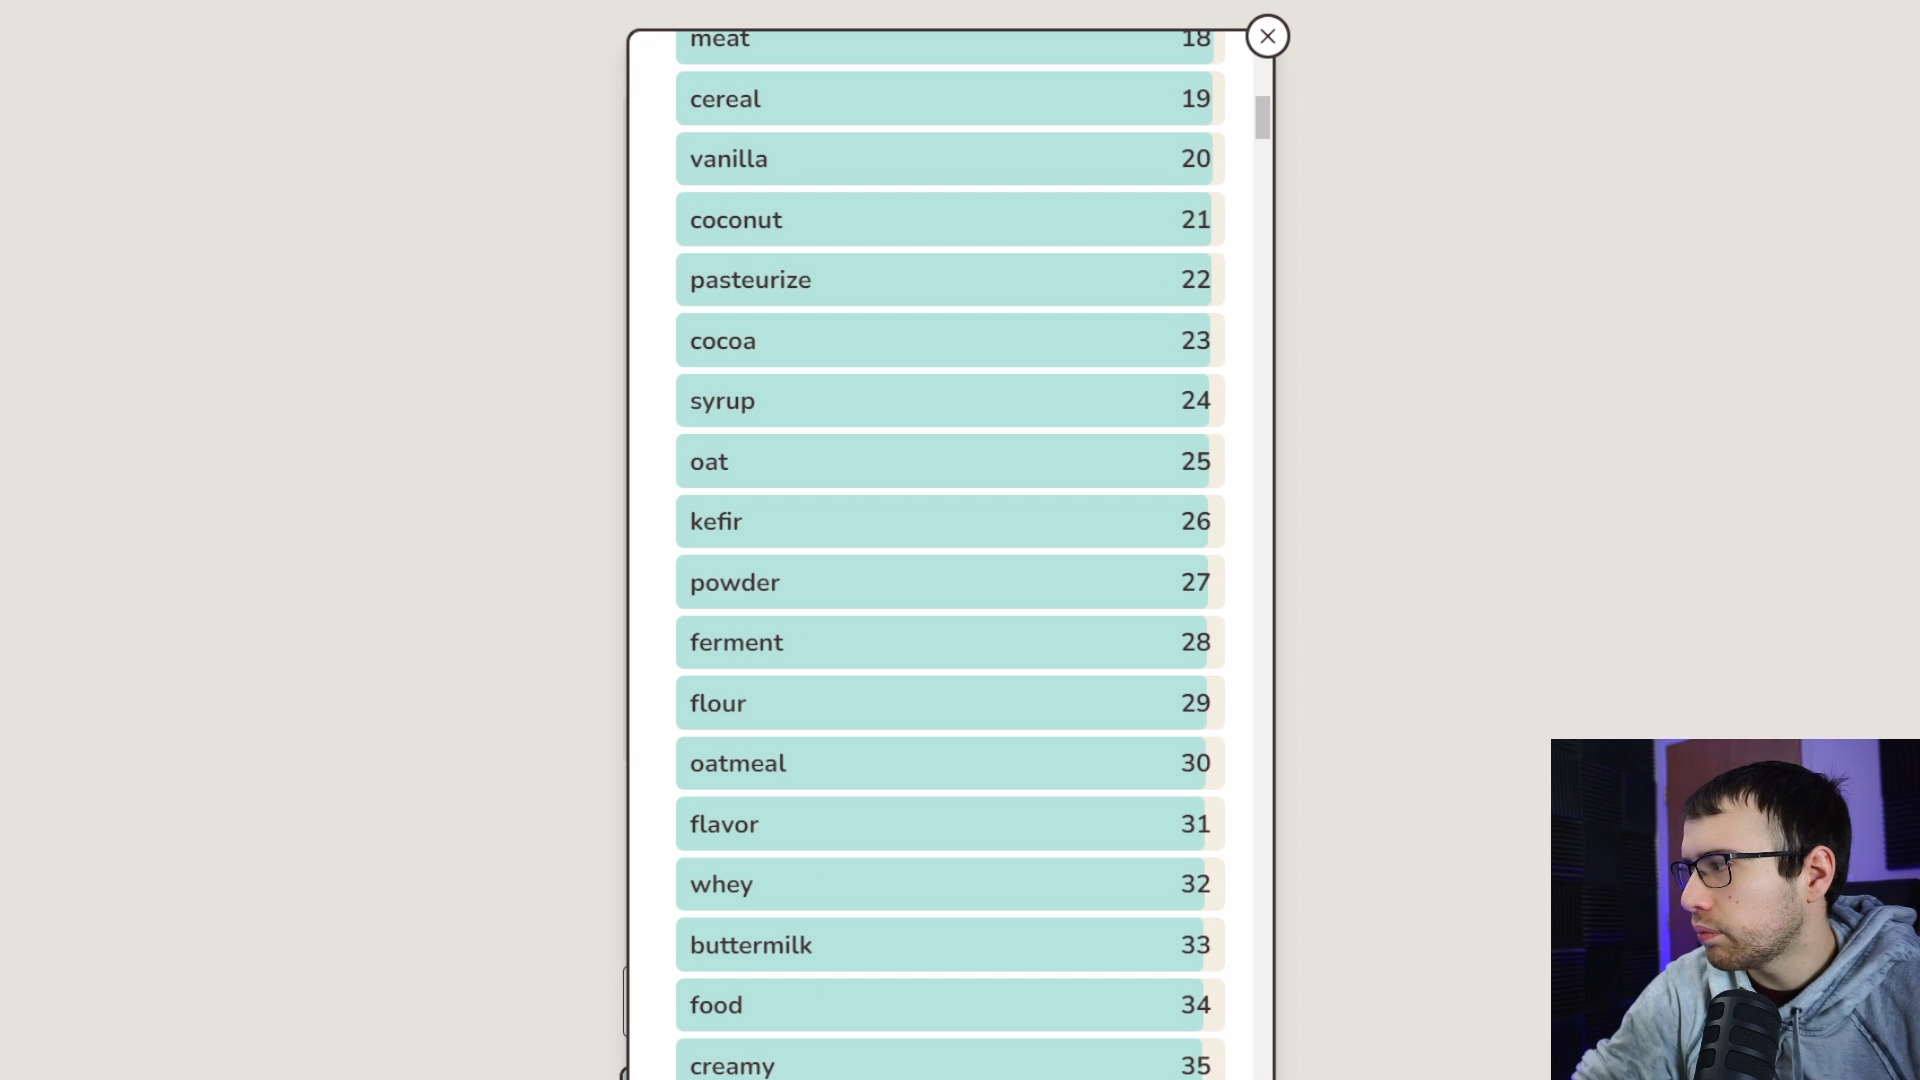 meat 18
cereal 19
vanilla 20
coconut 21
pasteurize 22
cocoa 23
syrup 24
oat 25
kefir 26
powder 27
ferment 28
flour 29
oatmeal 30
flavor 31
whey 32
buttermilk 33
food 34
creamy 35